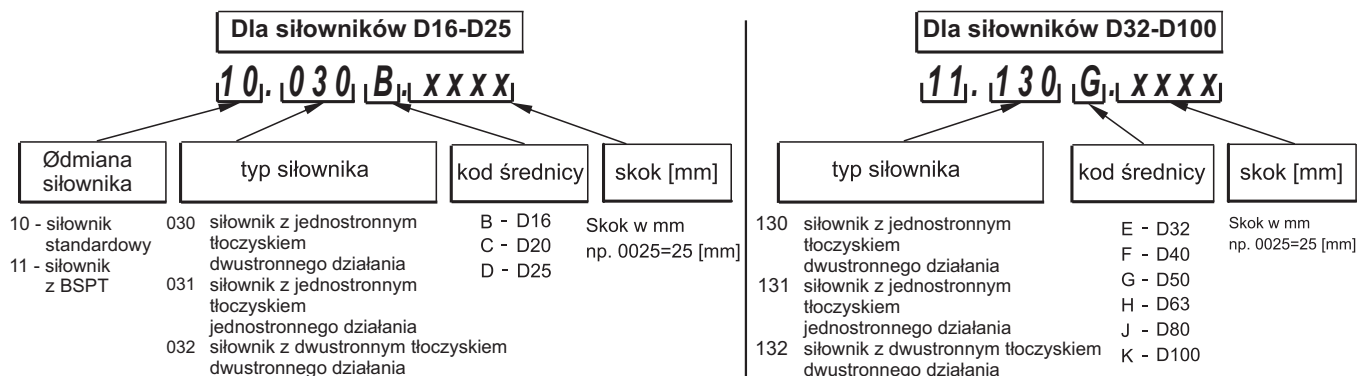 Dla siłowników D16-D25
10. 030 B. xxxx
Ødmiana
siłownika
typ siłownika
kod średnicy
skok [mm]
10 - siłownik
standardowy
11 - siłownik
z BSPT
030 siłownik z jednostronnym
tłoczyskiem
dwustronnego działania
031 siłownik z jednostronnym
tłoczyskiem
jednostronnego działania
032 siłownik z dwustronnym tłoczyskiem
dwustronnego działania
B - D16
C - D20
D - D25
Skok w mm
np. 0025=25 [mm]
Dla siłowników D32-D100
11. 130 G. xxxx
typ siłownika
kod średnicy
skok [mm]
130 siłownik z jednostronnym
tłoczyskiem
dwustronnego działania
131 siłownik z jednostronnym
tłoczyskiem
jednostronnego działania
132 siłownik z dwustronnym tłoczyskiem
dwustronnego działania
E - D32
F - D40
G - D50
H - D63
J - D80
K - D100
Skok w mm
np. 0025=25 [mm]